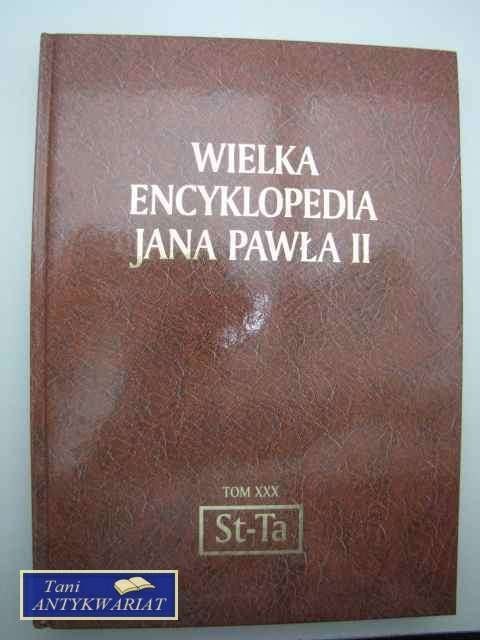 WIELKA
ENCYKLOPEDIA
JANA PAWŁA II
TOM XXX
St-Ta
Tani
ANTYKWARIAT